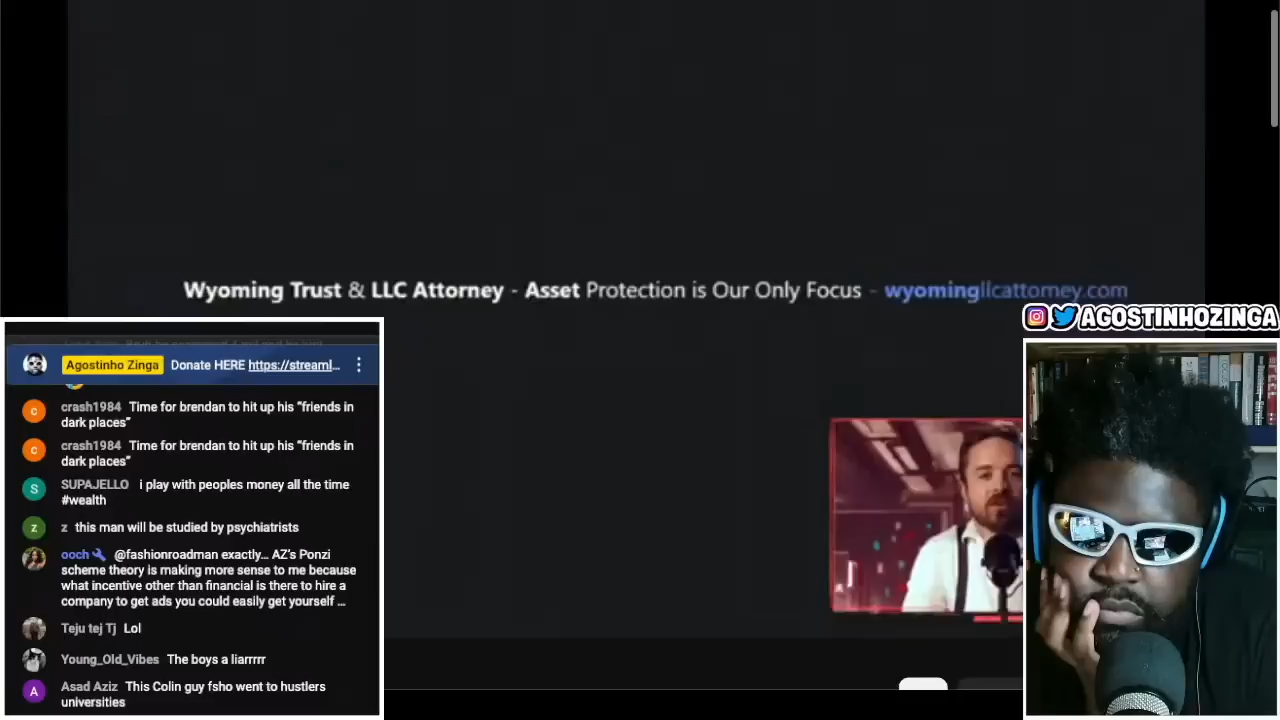 Wyoming Trust & LLC Attorney - Asset Protection is Our Only Focus - wyomingllcattorney.com
AGOSTINHOZINGA
Agostinho Zinga Donate HERE https://streaml...
C crash1984 Time for brendan to hit up his “friends in
dark places”
C crash1984 Time for brendan to hit up his “friends in
dark places”
S SUPAJELLO i play with peoples money all the time
#wealth
z z this man will be studied by psychiatrists
ooch @fashionroadman exactly... AZ’s Ponzi
scheme theory is making more sense to me because
what incentive other than financial is there to hire a
company to get ads you could easily get yourself ...
Teju tej Tj Lol
Young_Old_Vibes The boys a liarrrrr
A Asad Aziz This Colin guy fsho went to hustlers
universities